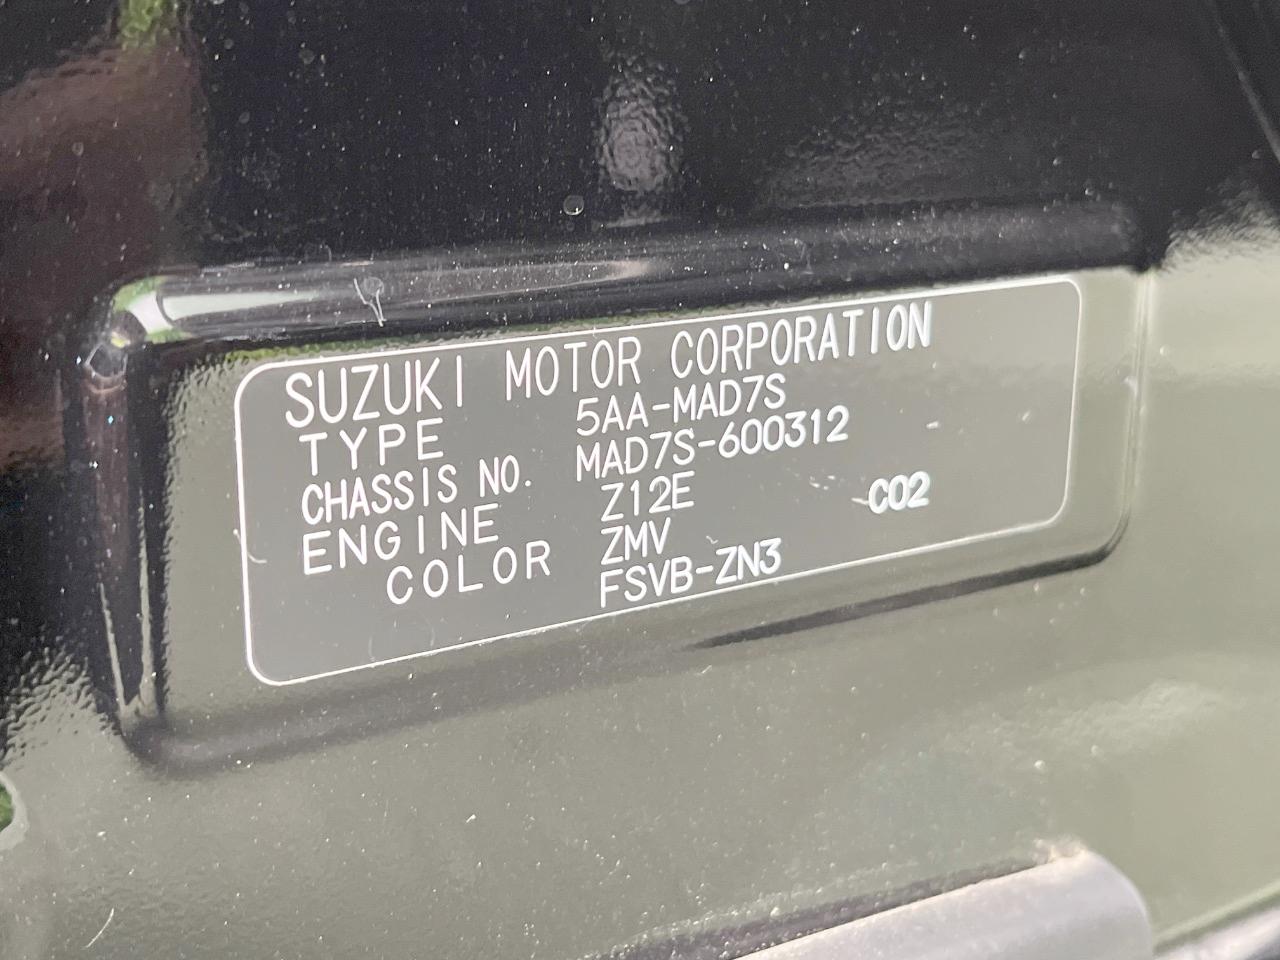 SUZUKI MOTOR CORPORATION
TYPE 5AA-MAD7S
CHASSIS NO. MAD7S-600312
ENGINE Z12E
COLOR ZMV C02
FSVB-ZN3